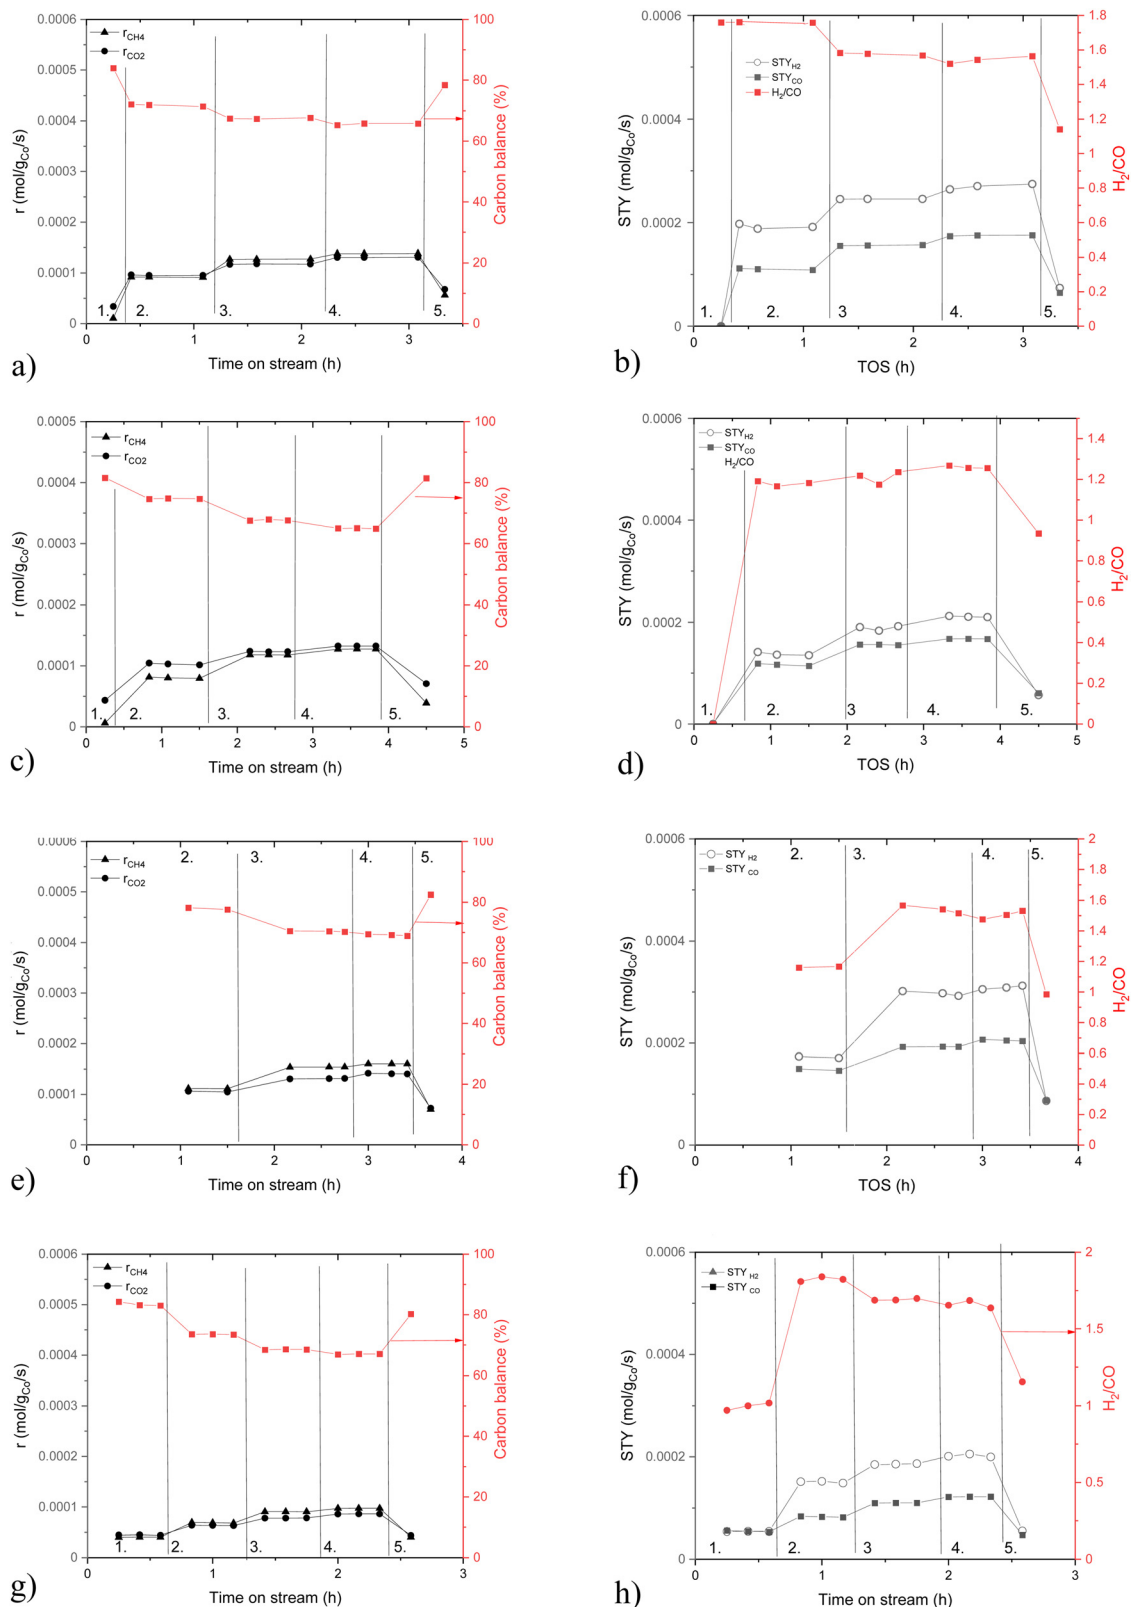 r_CH4
r_CO2
r (mol/g_Co/s)
0.0006
0.0005
0.0004
0.0003
0.0002
0.0001
0
100
80
60
40
20
0
Carbon balance (%)
1. 2. 3. 4. 5.
0 1 2 3
Time on stream (h)
a)
STY_H2
STY_CO
H_2/CO
STY (mol/g_Co/s)
0.0006
0.0004
0.0002
0
1.8
1.6
1.4
1.2
1
0.8
0.6
0.4
0.2
0
H_2/CO
1. 2. 3 4. 5.
0 1 2 3
TOS (h)
b)
r_CH4
r_CO2
r (mol/g_Co/s)
0.0005
0.0004
0.0003
0.0002
0.0001
0
100
80
60
40
20
0
Carbon balance (%)
1. 2. 3. 4. 5.
0 1 2 3 4 5
Time on stream (h)
c)
STY_H2
STY_CO
H_2/CO
STY (mol/g_Co/s)
0.0006
0.0004
0.0002
0
1.4
1.2
1
0.8
0.6
0.4
0.2
0
H_2/CO
1. 2. 3 4. 5.
0 1 2 3 4 5
TOS (h)
d)
2. 3. 4. 5.
r_CH4
r_CO2
r (mol/g_Co/s)
0.0006
0.0005
0.0004
0.0003
0.0002
0.0001
0
100
80
60
40
20
0
Carbon balance (%)
0 1 2 3 4
Time on stream (h)
e)
2. 3. 4. 5.
STY_H2
STY_CO
STY (mol/g_Co/s)
0.0006
0.0004
0.0002
0
2
1.8
1.6
1.4
1.2
1
0.8
0.6
0.4
0.2
0
H_2/CO
0 1 2 3 4
TOS (h)
f)
r_CH4
r_CO2
r (mol/g_Co/s)
0.0006
0.0005
0.0004
0.0003
0.0002
0.0001
0
100
80
60
40
20
0
Carbon balance (%)
1. 2. 3. 4. 5.
0 1 2 3
Time on stream (h)
g)
STY_H2
STY_CO
STY (mol/g_Co/s)
0.0006
0.0004
0.0002
0
2
1.5
1
0.5
0
H_2/CO
1. 2. 3 4. 5.
0 1 2 3
Time on stream (h)
h)